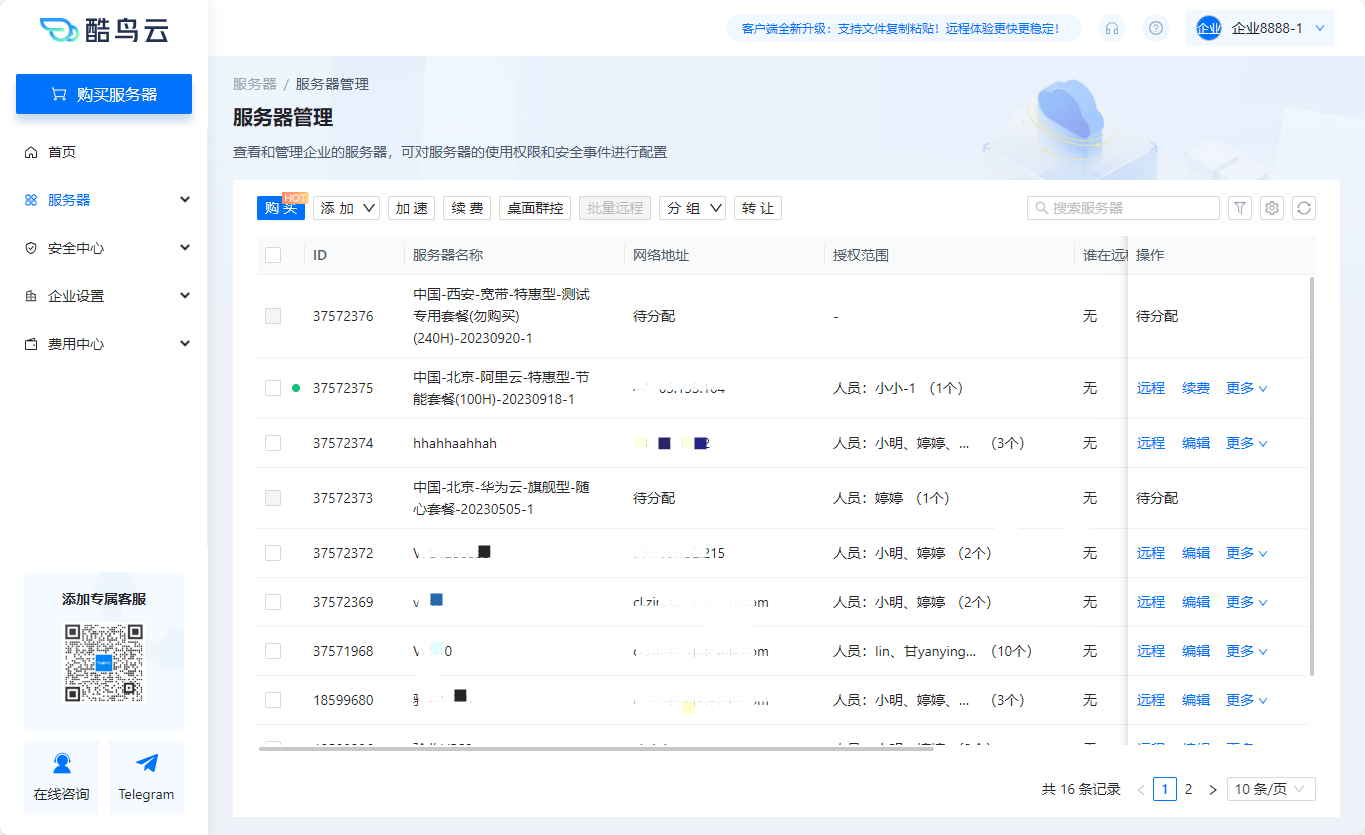 酷鸟云
客户端全新升级：支持文件复制粘贴！远程体验更快更稳定！
企业 企业8888-1
购买服务器
首页
服务器
安全中心
企业设置
费用中心
添加专属客服
在线咨询
Telegram
服务器 / 服务器管理
服务器管理
查看和管理企业的服务器，可对服务器的使用权限和安全事件进行配置
HOT
购 买 添 加 加 速 续 费 桌面群控 批量远程 分 组 转 让 搜索服务器
ID 服务器名称 网络地址 授权范围 谁在远程 操作
37572376 中国-西安-宽带-特惠型-测试 待分配 - 无 待分配
专用套餐(勿购买)
(240H)-20230920-1
37572375 中国-北京-阿里云-特惠型-节 人员：小小-1 （1个） 无 远程 续费 更多
能套餐(100H)-20230918-1
37572374 hhahhaahhah 人员：小明、婷婷、... （3个） 无 远程 编辑 更多
37572373 中国-北京-华为云-旗舰型-随 待分配 人员：婷婷 （1个） 无 待分配
心套餐-20230505-1
37572372 215 人员：小明、婷婷 （2个） 无 远程 编辑 更多
37572369 人员：小明、婷婷 （2个） 无 远程 编辑 更多
37571968 人员：lin、甘yanying... （10个） 无 远程 编辑 更多
18599680 人员：小明、婷婷、... （3个） 无 远程 编辑 更多
共 16 条记录 < 1 2 > 10 条/页